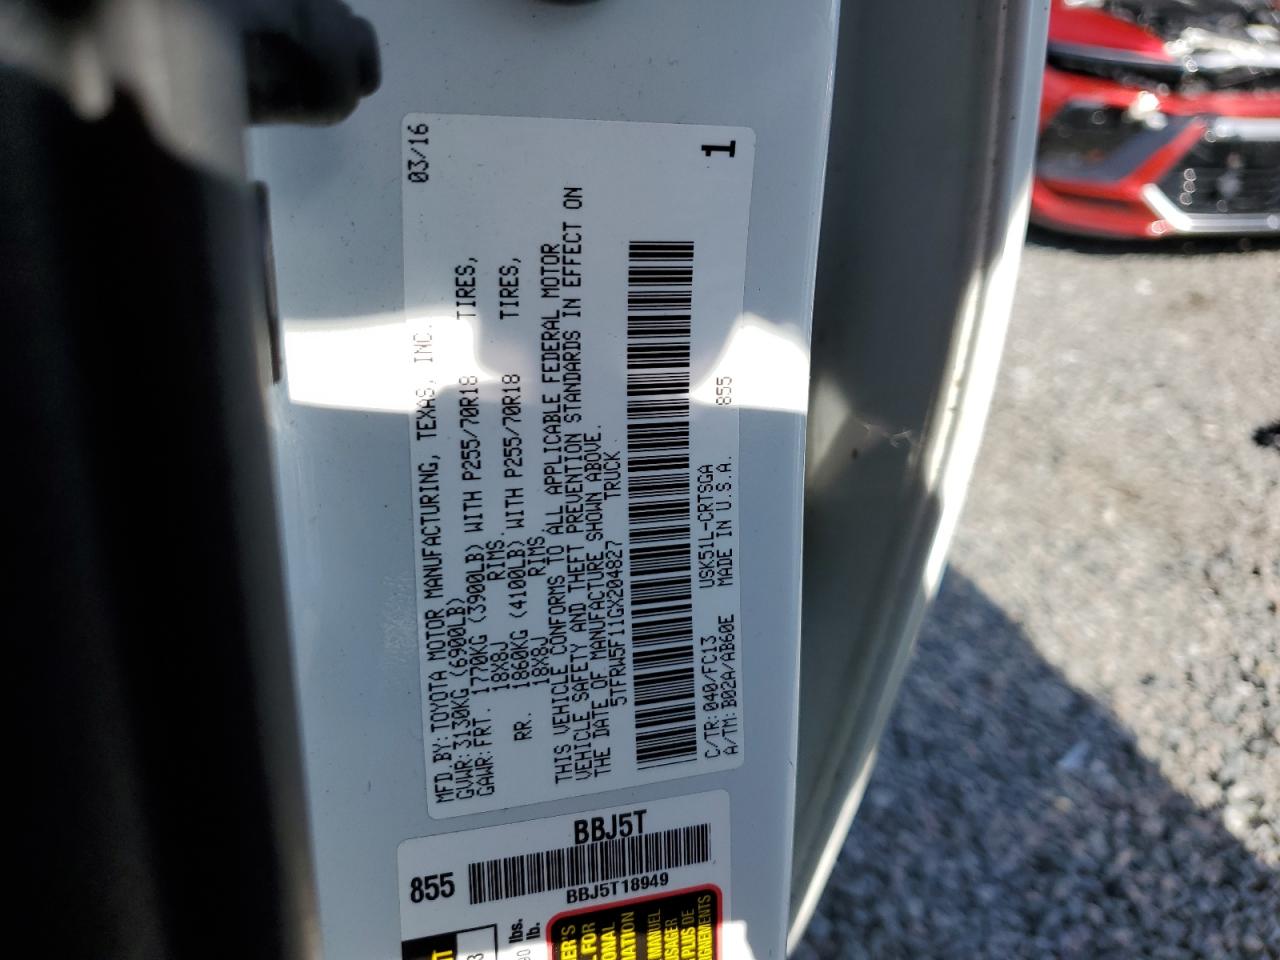 03/16
MFD.BY:TOYOTA MOTOR MANUFACTURING, TEXAS, INC.
GVWR:3130KG (6900LB)
GAWR:FRT. 1770KG (3900LB) WITH P255/70R18 TIRES,
18X8J RIMS.
RR. 1860KG (4100LB) WITH P255/70R18 TIRES,
18X8J RIMS
THIS VEHICLE CONFORMS TO ALL APPLICABLE FEDERAL MOTOR
VEHICLE SAFETY AND THEFT PREVENTION STANDARDS IN EFFECT ON
THE DATE OF MANUFACTURE SHOWN ABOVE.
5TFRW5F11GX204827 TRUCK
C/TR:040/FC13 USK51L-CRTSGA 855
A/TM:B02A/AB60E MADE IN U.S.A.
1
BBJ5T
855
BBJ5T18949
lbs.
lb.